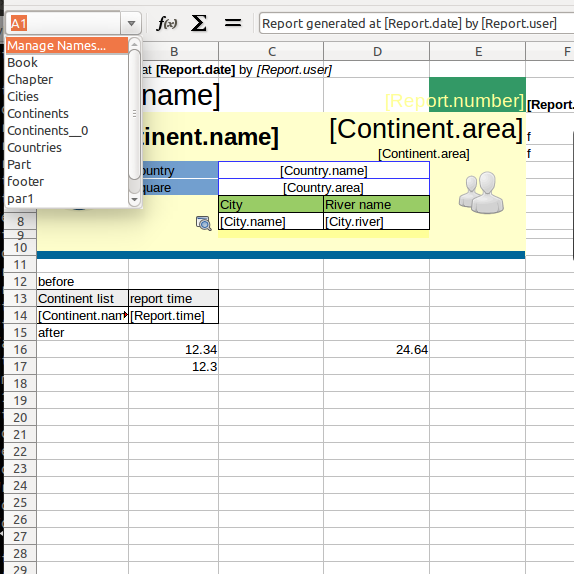 A1
f(x) Σ =
Report generated at [Report.date] by [Report.user]
Manage Names...
Book
Chapter
Cities
Continents
Continents__0
Countries
Part
footer
par1
B C D E F
at [Report.date] by [Report.user]
name]
[Report.number]
[Repor
tinent.name]
[Continent.area]
f
[Continent.area]
f
ountry [Country.name]
quare [Country.area]
City River name
8 [City.name] [City.river]
9
10
11
12 before
13 Continent list report time
14 [Continent.nam [Report.time]
15 after
16 12.34 24.64
17 12.3
18
19
20
21
22
23
24
25
26
27
28
29